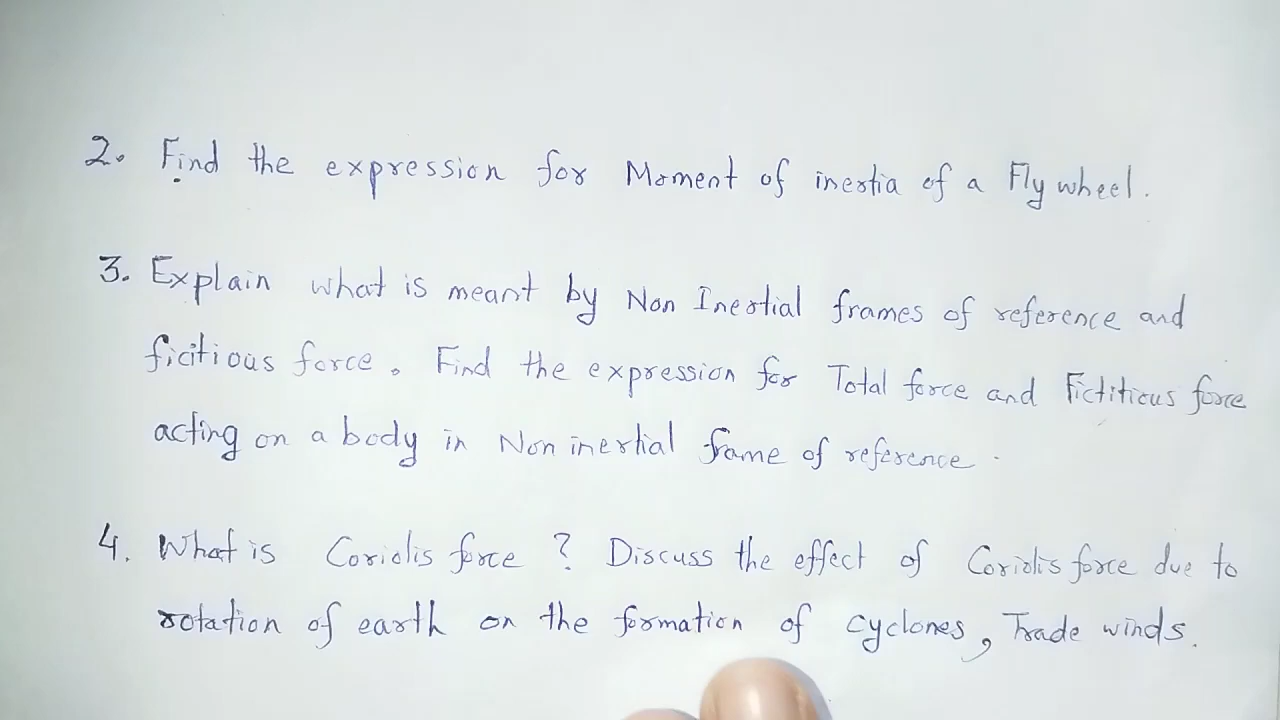 2. Find the expression for Moment of inertia of a Fly wheel.
3. Explain what is meant by Non Inertial frames of reference and
ficitious force. Find the expression for Total force and Fictitious force
acting on a body in Non inertial frame of reference.
4. What is Coriolis force ? Discuss the effect of Coriolis force due to
rotation of earth on the formation of cyclones, Trade winds.